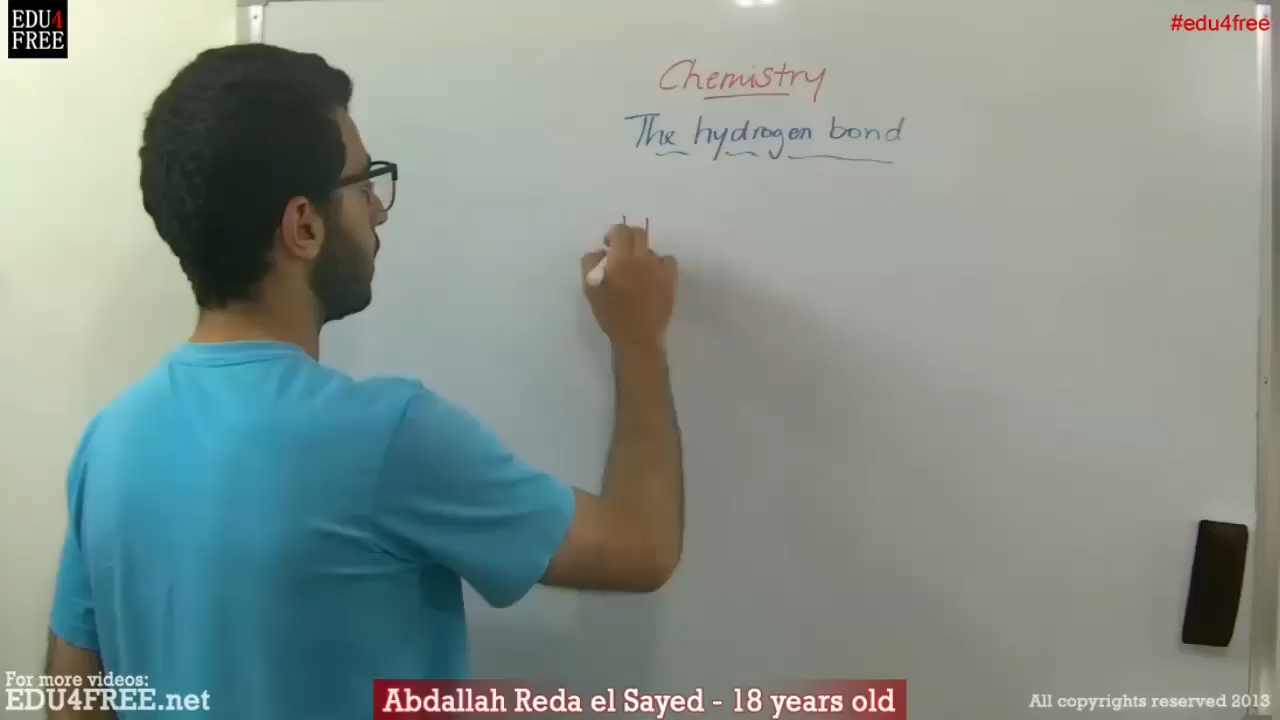 EDU4
FREE
#edu4free
Chemistry
The hydrogen bond
For more videos:
EDU4FREE.net
Abdallah Reda el Sayed - 18 years old
All copyrights reserved 2013